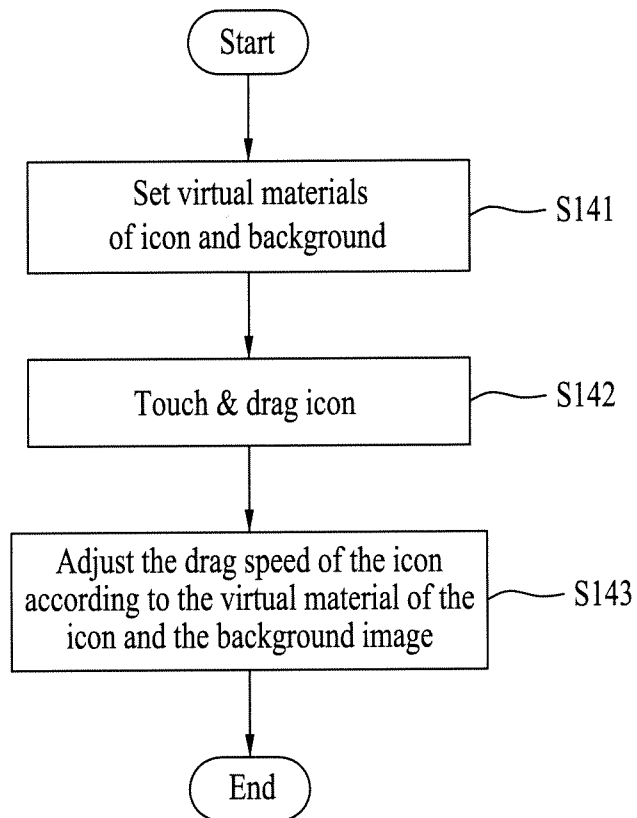 Start
Set virtual materials
of icon and background
S141
Touch & drag icon
S142
Adjust the drag speed of the icon
according to the virtual material of the
icon and the background image
S143
End